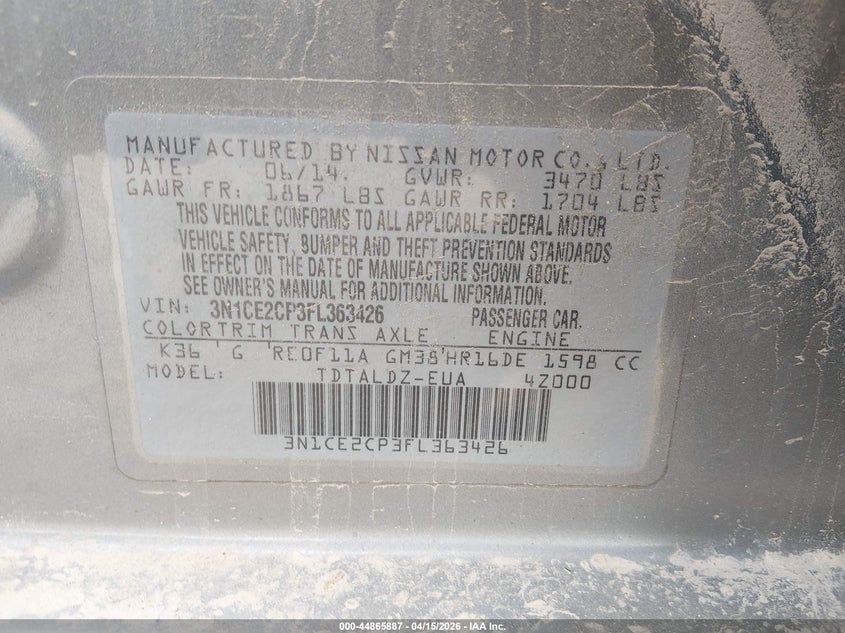 MANUFACTURED BY NISSAN MOTOR CO., LTD.
DATE: 06/14. GVWR: 3470 LBS
GAWR FR: 1867 LBS GAWR RR: 1704 LBS
THIS VEHICLE CONFORMS TO ALL APPLICABLE FEDERAL MOTOR
VEHICLE SAFETY, BUMPER AND THEFT PREVENTION STANDARDS
IN EFFECT ON THE DATE OF MANUFACTURE SHOWN ABOVE.
SEE OWNER'S MANUAL FOR ADDITIONAL INFORMATION.
VIN: 3N1CE2CP3FL363426 PASSENGER CAR.
COLOR TRIM TRANS AXLE ENGINE
K36 ' G 'RE0F11A GM38'HR16DE 1598 CC
MODEL: TDTALDZ-EUA 4Z000
3N1CE2CP3FL363426
000-44865887 - 04/15/2026 - IAA Inc.